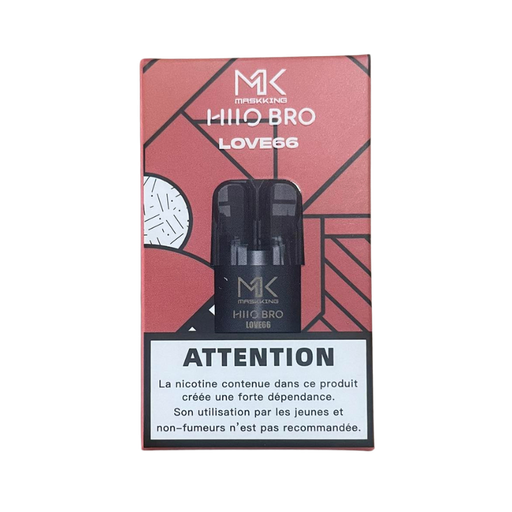 MK
MASKKING
HIIO BRO
LOVE66
MK
MASKKING
HIIO BRO
LOVE66
ATTENTION
La nicotine contenue dans ce produit
créée une forte dépendance.
Son utilisation par les jeunes et
non-fumeurs n'est pas recommandée.